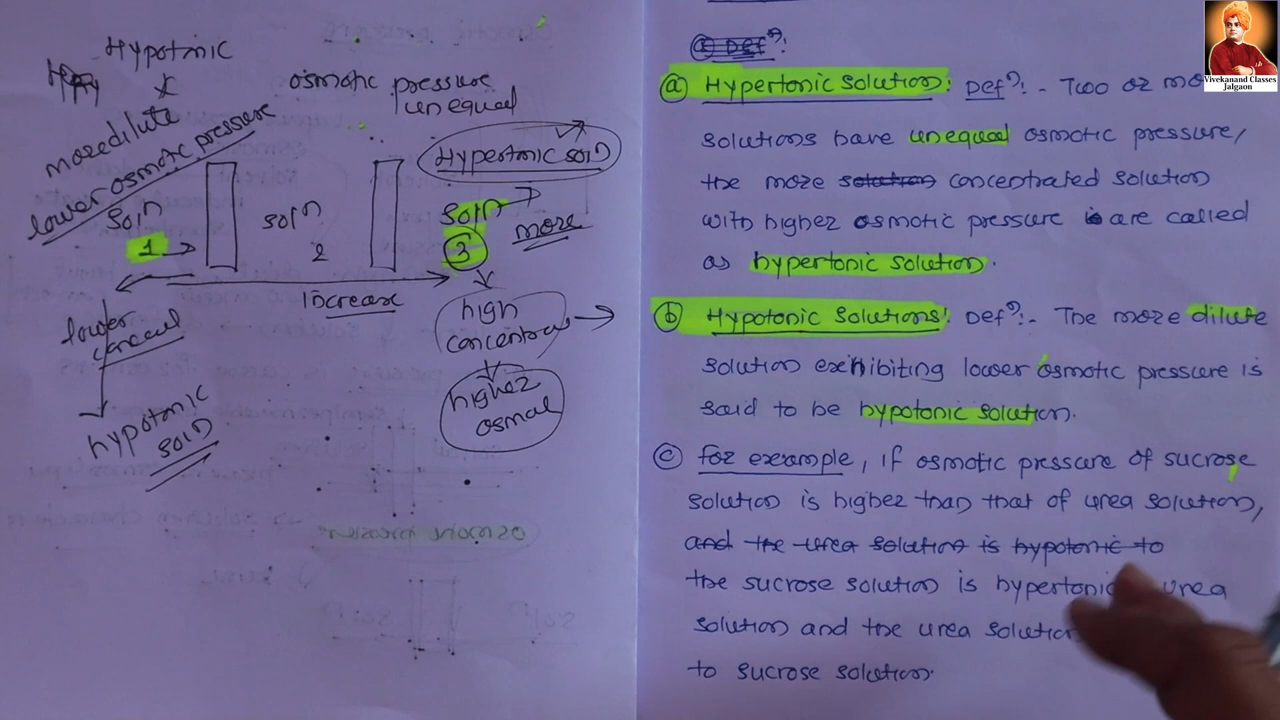 Hypotonic
osmotic pressure
unequal
more dilute
lower osmotic pressure
soln
1
soln
2
Hypertonic soln
soln
3
more
increase
lower
high
higher
hypotonic
soln
a Defn:
a Hypertonic Solution: Defn: - Two or mo
solutions have unequal osmotic pressure,
the more solution concentrated solution
with higher osmotic pressure is are called
as hypertonic solution.
b Hypotonic Solutions: Defn:- The more dilute
solution exhibiting lower osmotic pressure is
said to be hypotonic solution.
c for example, if osmotic pressure of sucrose
solution is higher than that of urea solution,
and the urea solution is hypotonic to
the sucrose solution is hypertonic urea
solution and the urea solution
to sucrose solution.
Vivekanand Classes
Jalgaon